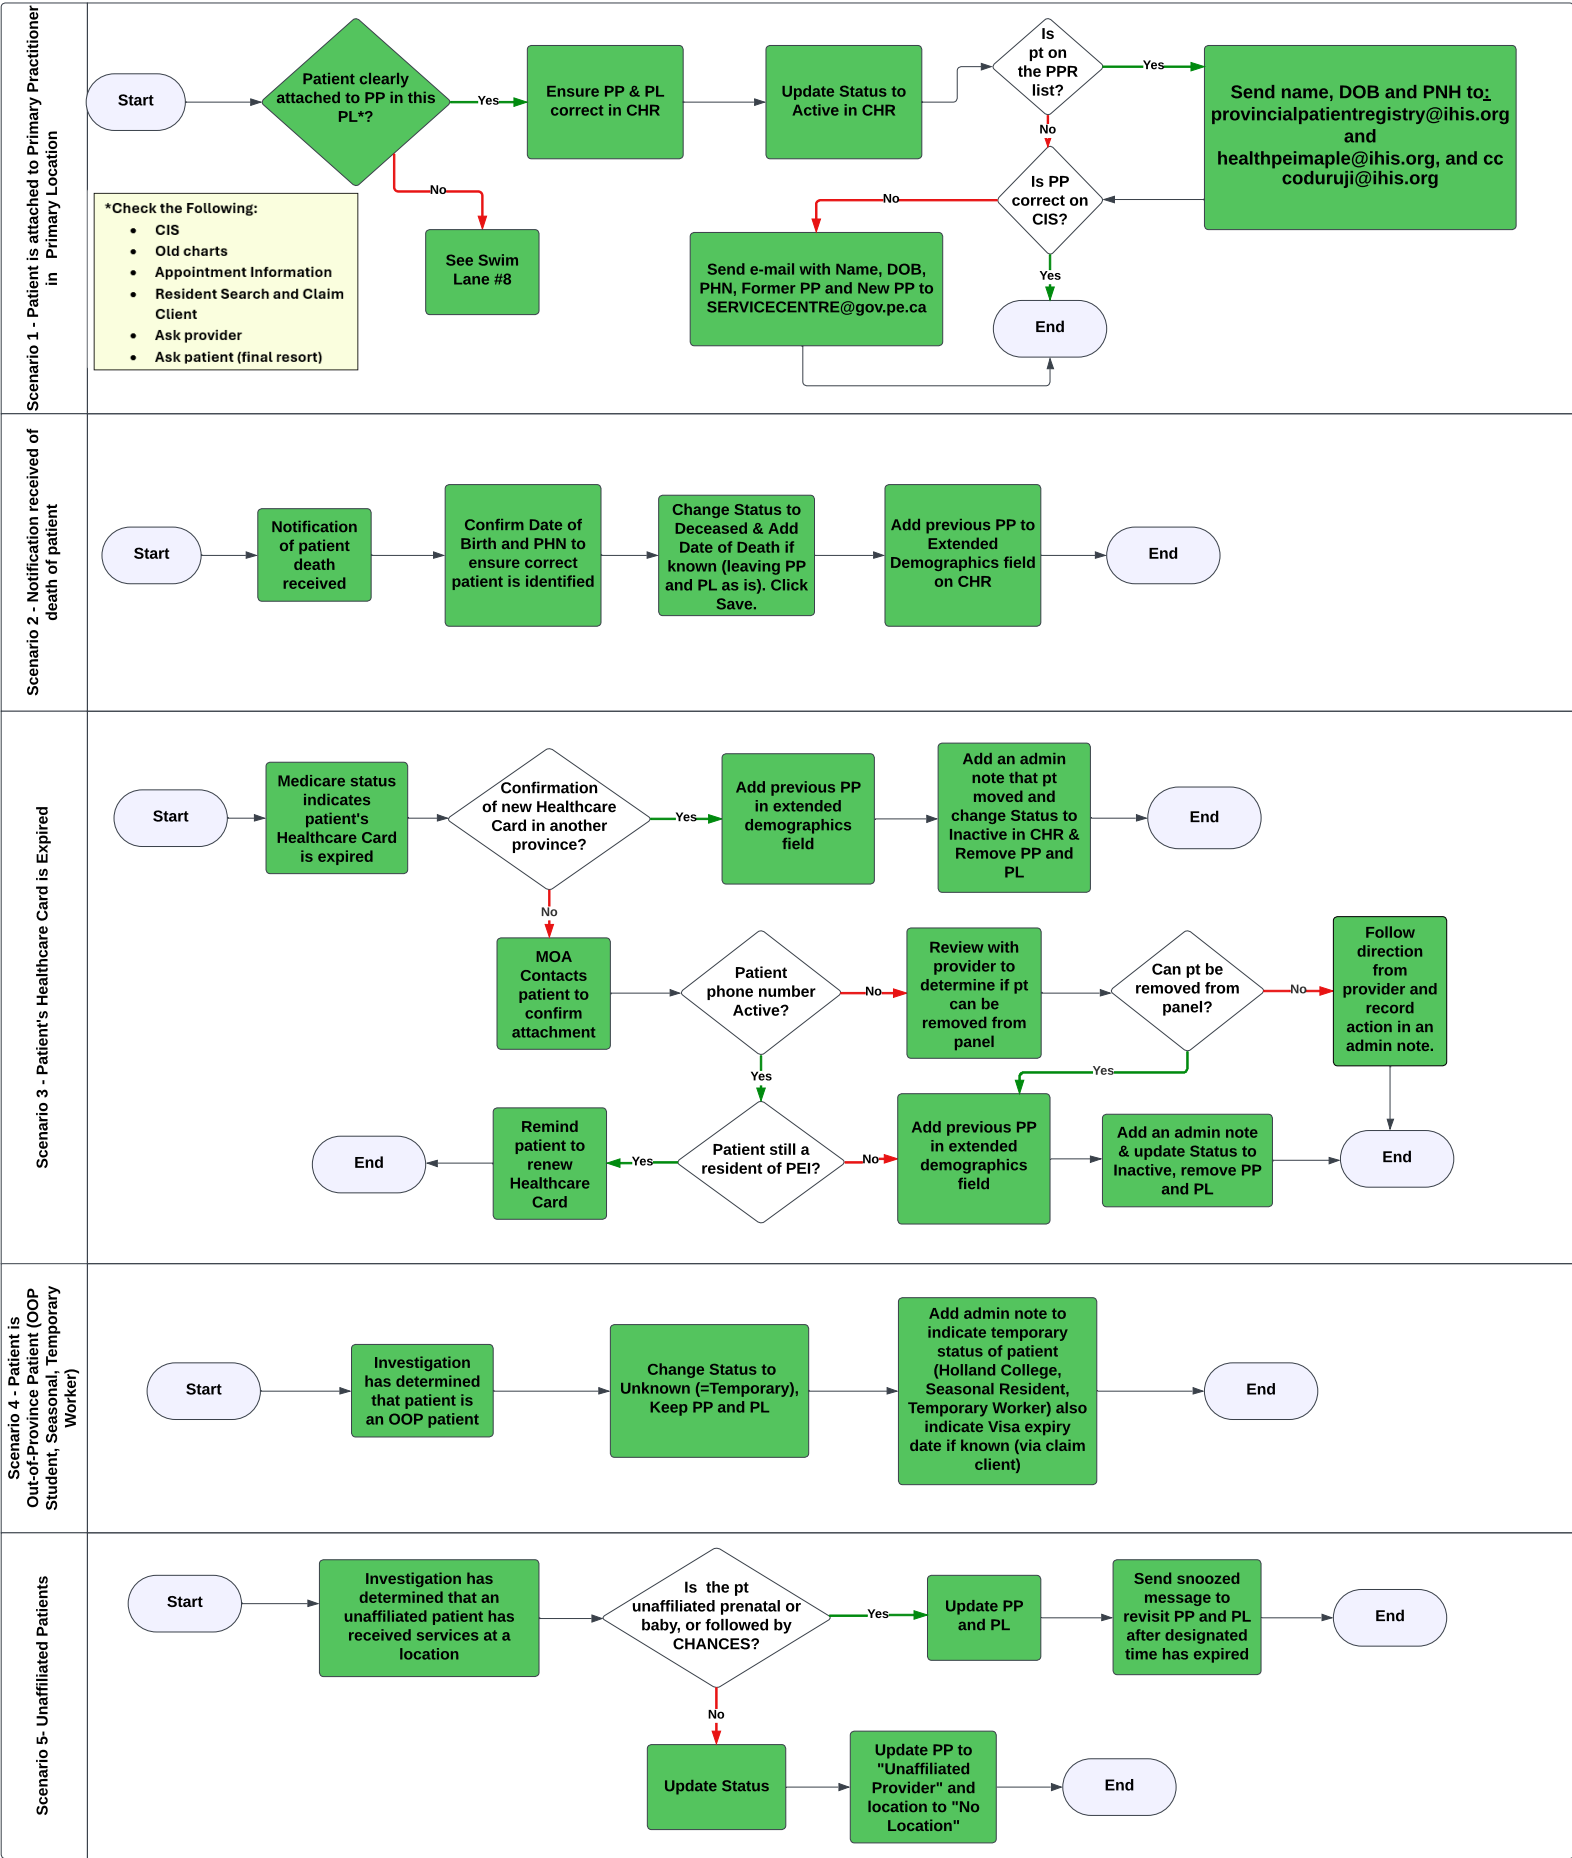 Scenario 1 - Patient is attached to Primary Practitioner
in  Primary Location
Start
Patient clearly
attached to PP in this
PL*?
Yes
No
Ensure PP & PL
correct in CHR
Update Status to
Active in CHR
Is
pt on
the PPR
list?
Yes
No
Send name, DOB and PNH to:
provincialpatientregistry@ihis.org
and
healthpeimaple@ihis.org, and cc
coduruji@ihis.org
Is PP
correct on
CIS?
No
Yes
See Swim
Lane #8
Send e-mail with Name, DOB,
PHN, Former PP and New PP to
SERVICECENTRE@gov.pe.ca
End
*Check the Following:
• CIS
• Old charts
• Appointment Information
• Resident Search and Claim
Client
• Ask provider
• Ask patient (final resort)
Scenario 2 - Notification received of
death of patient
Start
Notification
of patient
death
received
Confirm Date of
Birth and PHN to
ensure correct
patient is identified
Change Status to
Deceased & Add
Date of Death if
known (leaving PP
and PL as is). Click
Save.
Add previous PP to
Extended
Demographics field
on CHR
End
Scenario 3 - Patient's Healthcare Card is Expired
Start
Medicare status
indicates
patient's
Healthcare Card
is expired
Confirmation
of new Healthcare
Card in another
province?
Yes
No
Add previous PP
in extended
demographics
field
Add an admin
note that pt
moved and
change Status to
Inactive in CHR &
Remove PP and
PL
End
MOA
Contacts
patient to
confirm
attachment
Patient
phone number
Active?
No
Yes
Review with
provider to
determine if pt
can be
removed from
panel
Can pt be
removed from
panel?
No
Yes
Follow
direction
from
provider and
record
action in an
admin note.
End
Remind
patient to
renew
Healthcare
Card
Yes
Patient still a
resident of PEI?
No
Add previous PP
in extended
demographics
field
Add an admin note
& update Status to
Inactive, remove PP
and PL
End
Scenario 4 - Patient is
Out-of-Province Patient (OOP
Student, Seasonal, Temporary
Worker)
Start
Investigation
has determined
that patient is
an OOP patient
Change Status to
Unknown (=Temporary),
Keep PP and PL
Add admin note to
indicate temporary
status of patient
(Holland College,
Seasonal Resident,
Temporary Worker) also
indicate Visa expiry
date if known (via claim
client)
End
Scenario 5- Unaffiliated Patients
Start
Investigation has
determined that an
unaffiliated patient has
received services at a
location
Is  the pt
unaffiliated prenatal or
baby, or followed by
CHANCES?
Yes
No
Update PP
and PL
Send snoozed
message to
revisit PP and PL
after designated
time has expired
End
Update Status
Update PP to
"Unaffiliated
Provider" and
location to "No
Location"
End